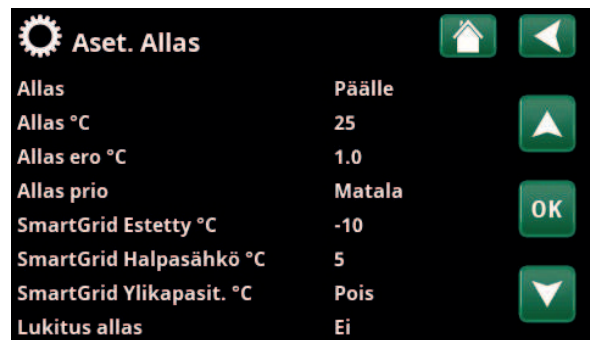 Aset. Allas
Allas Päälle
Allas °C 25
Allas ero °C 1.0
Allas prio Matala
OK
SmartGrid Estetty °C -10
SmartGrid Halpasähkö °C 5
SmartGrid Ylikapasit. °C Pois
Lukitus allas Ei